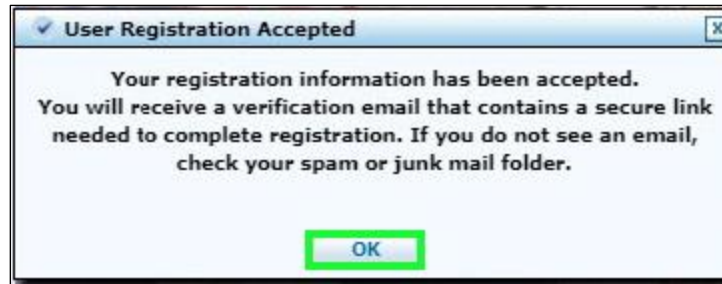 User Registration Accepted
X
Your registration information has been accepted.
You will receive a verification email that contains a secure link
needed to complete registration. If you do not see an email,
check your spam or junk mail folder.
OK